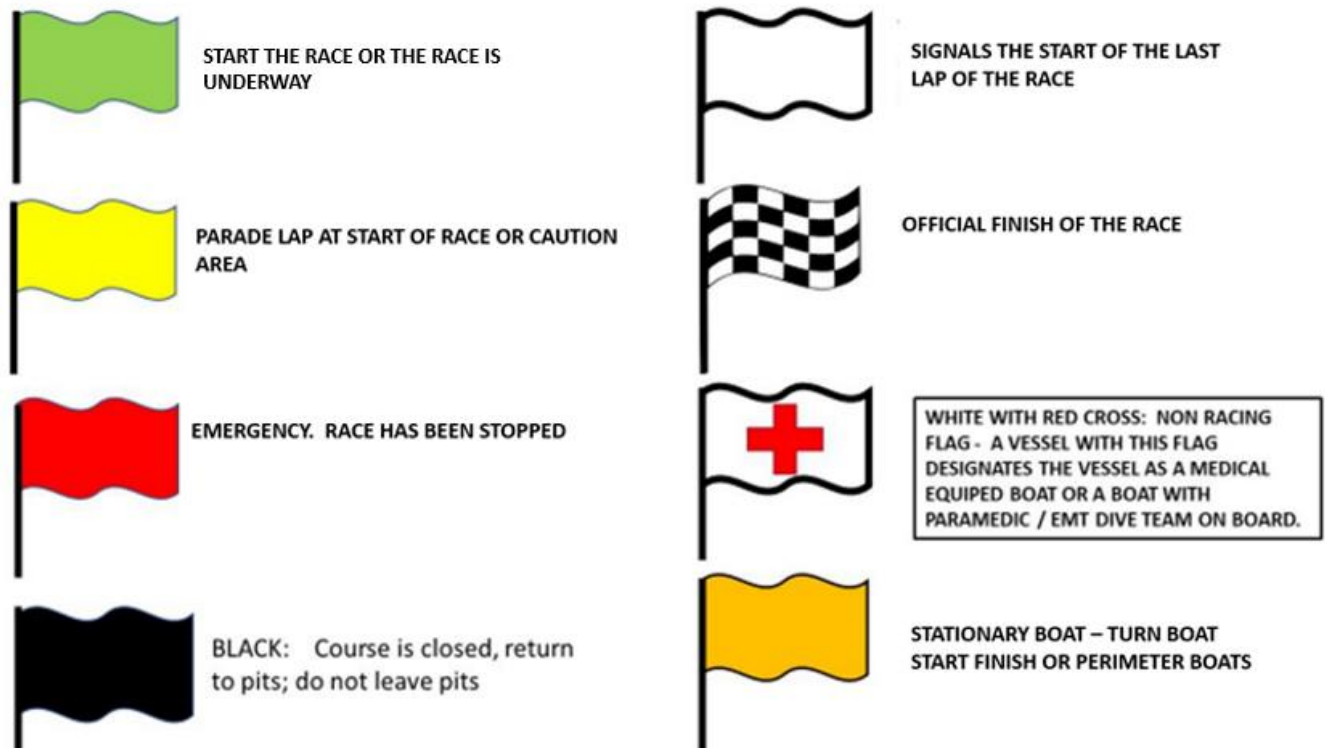 START THE RACE OR THE RACE IS
UNDERWAY
SIGNALS THE START OF THE LAST
LAP OF THE RACE
PARADE LAP AT START OF RACE OR CAUTION
AREA
OFFICIAL FINISH OF THE RACE
EMERGENCY. RACE HAS BEEN STOPPED
WHITE WITH RED CROSS: NON RACING
FLAG - A VESSEL WITH THIS FLAG
DESIGNATES THE VESSEL AS A MEDICAL
EQUIPED BOAT OR A BOAT WITH
PARAMEDIC / EMT DIVE TEAM ON BOARD.
BLACK: Course is closed, return
to pits; do not leave pits
STATIONARY BOAT – TURN BOAT
START FINISH OR PERIMETER BOATS